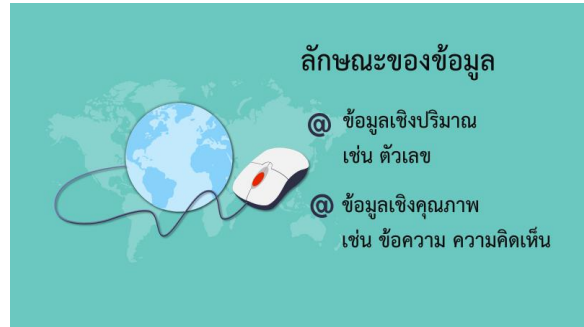 ลักษณะของข้อมูล
@ ข้อมูลเชิงปริมาณ
เช่น ตัวเลข
@ ข้อมูลเชิงคุณภาพ
เช่น ข้อความ ความคิดเห็น